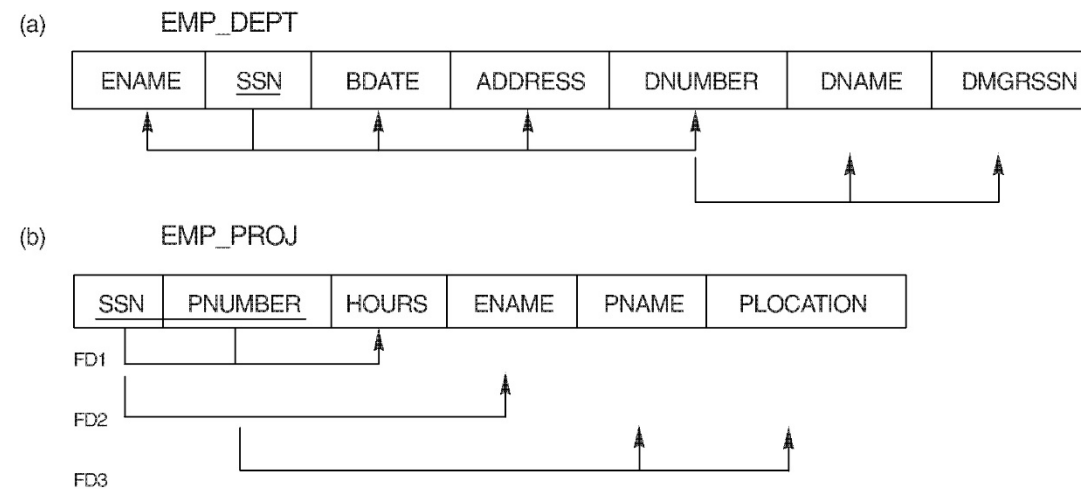 (a) EMP_DEPT
ENAME SSN BDATE ADDRESS DNUMBER DNAME DMGRSSN
(b) EMP_PROJ
SSN PNUMBER HOURS ENAME PNAME PLOCATION
FD1
FD2
FD3